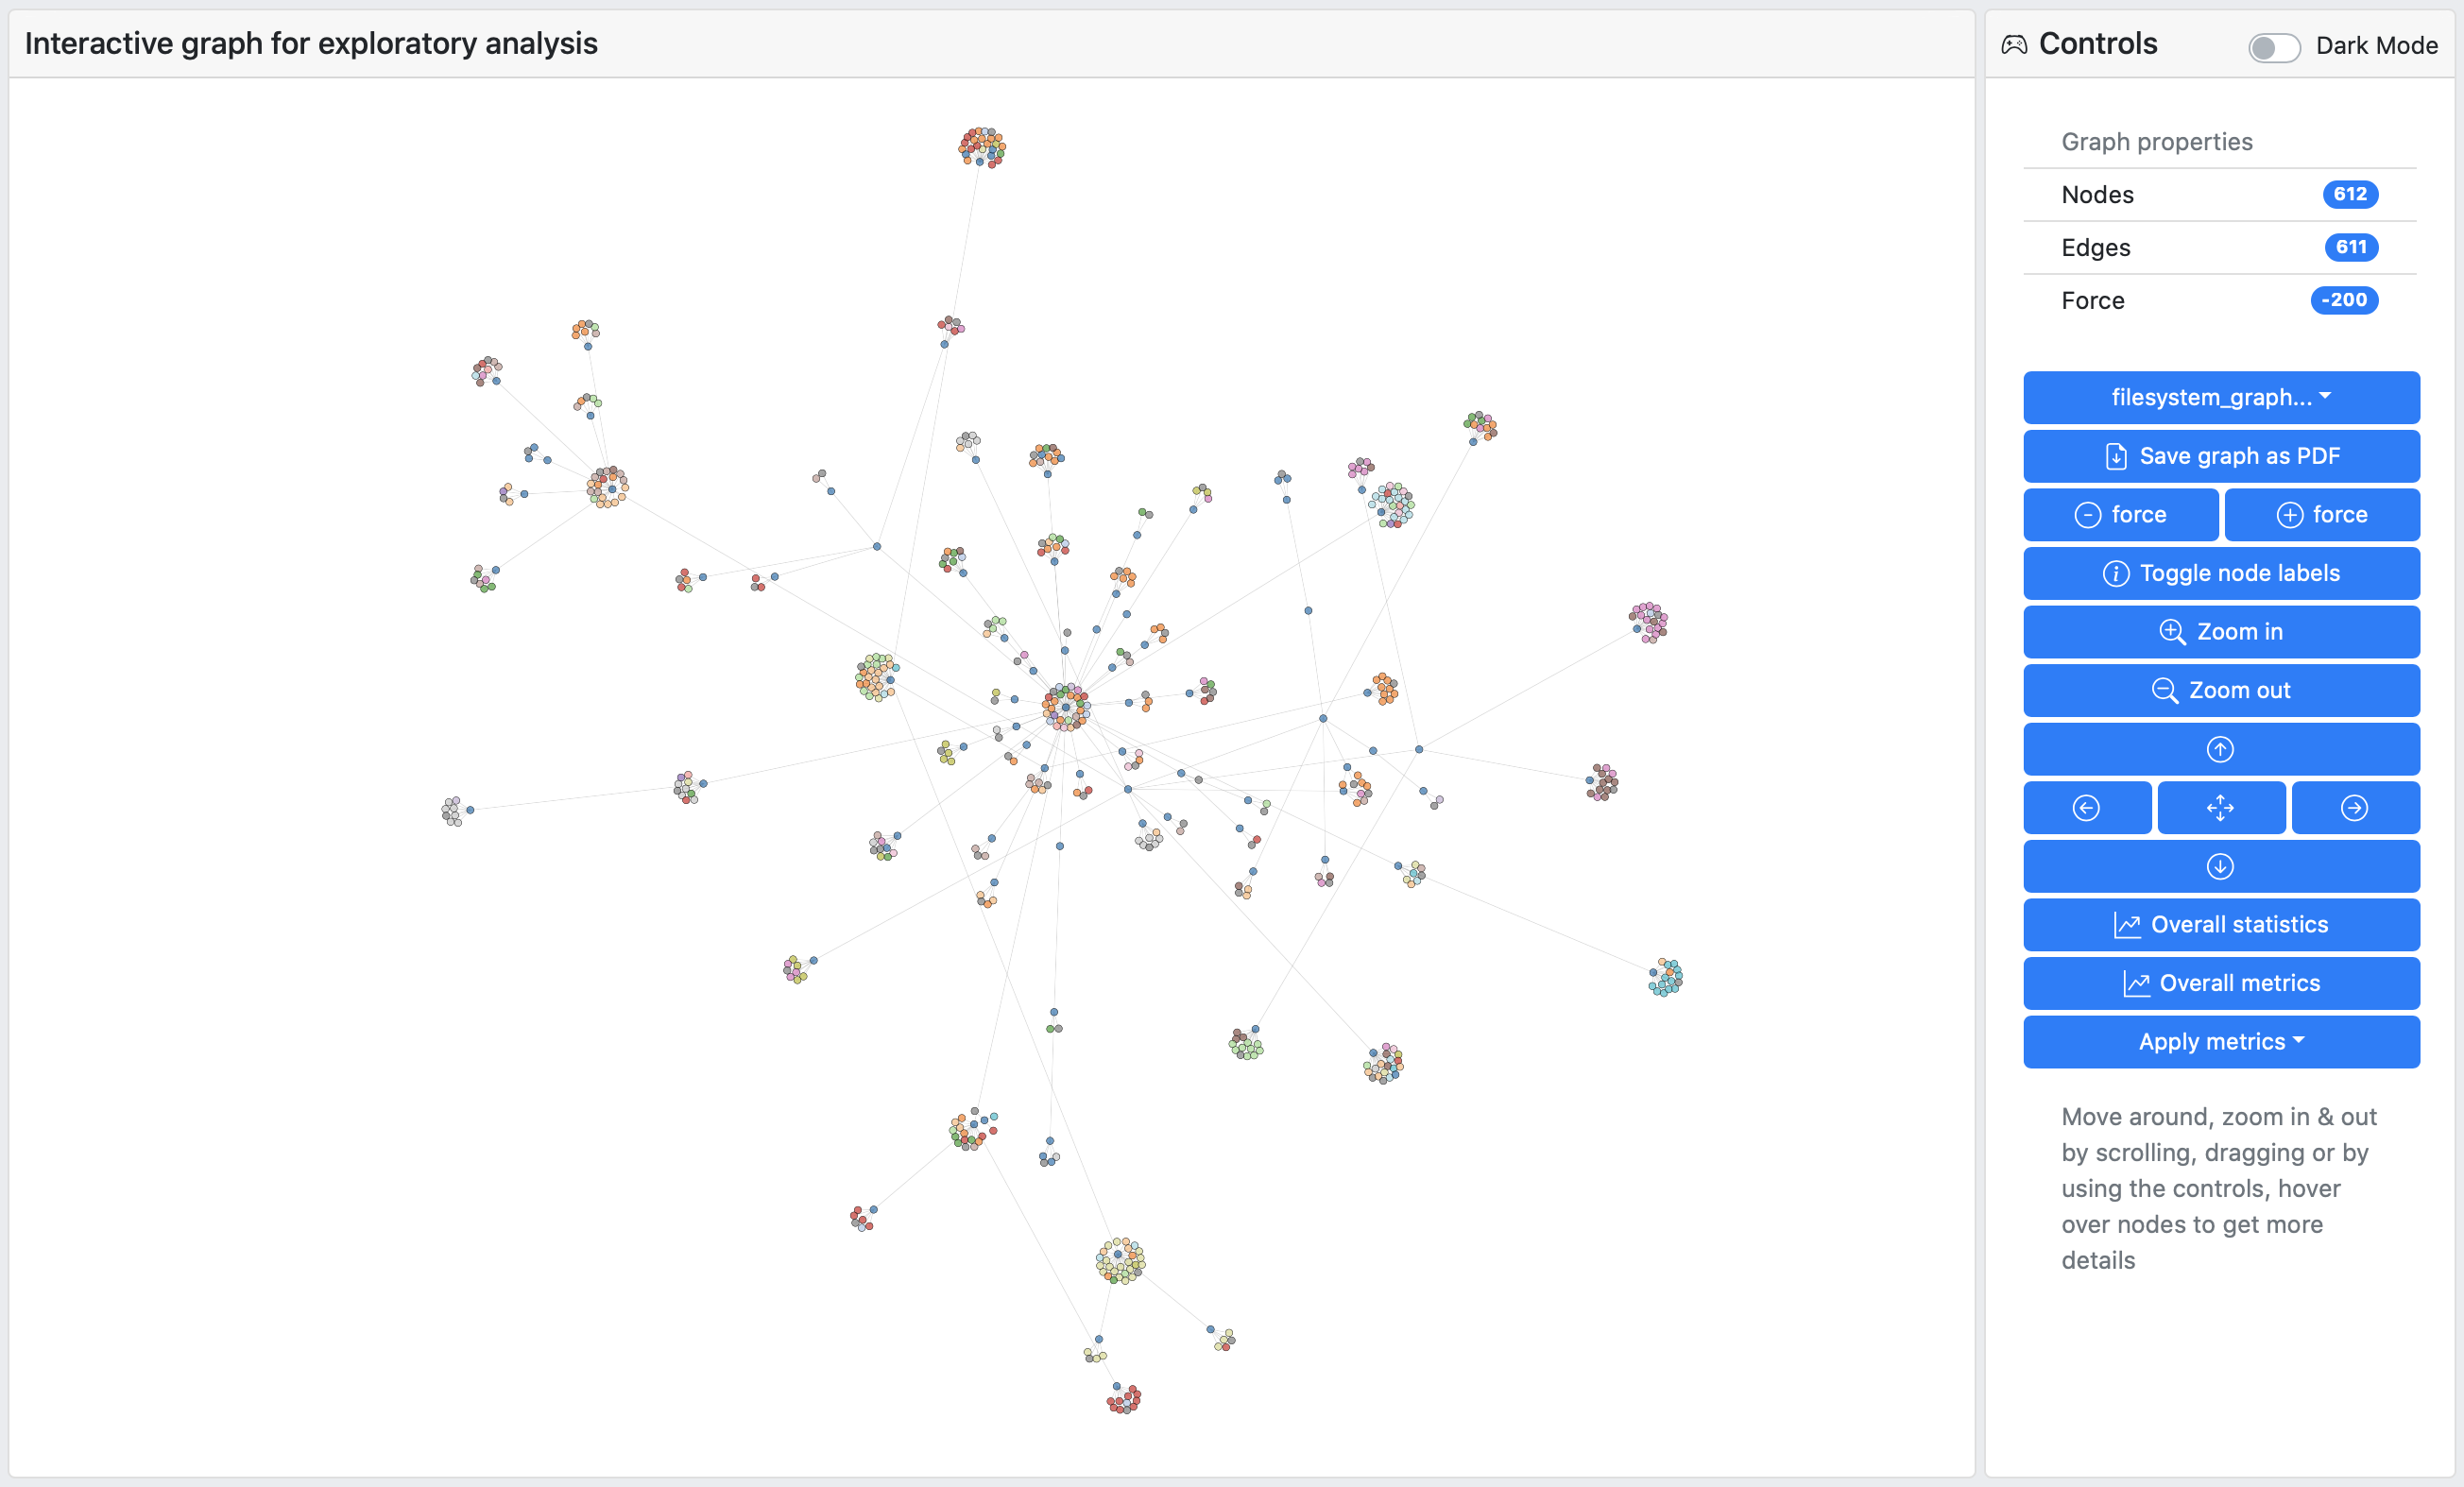 Interactive graph for exploratory analysis
Controls
Dark Mode
Graph properties
Nodes 612
Edges 611
Force -200
filesystem_graph...
Save graph as PDF
- force
+ force
i Toggle node labels
Zoom in
Zoom out
Overall statistics
Overall metrics
Apply metrics
Move around, zoom in & out
by scrolling, dragging or by
using the controls, hover
over nodes to get more
details